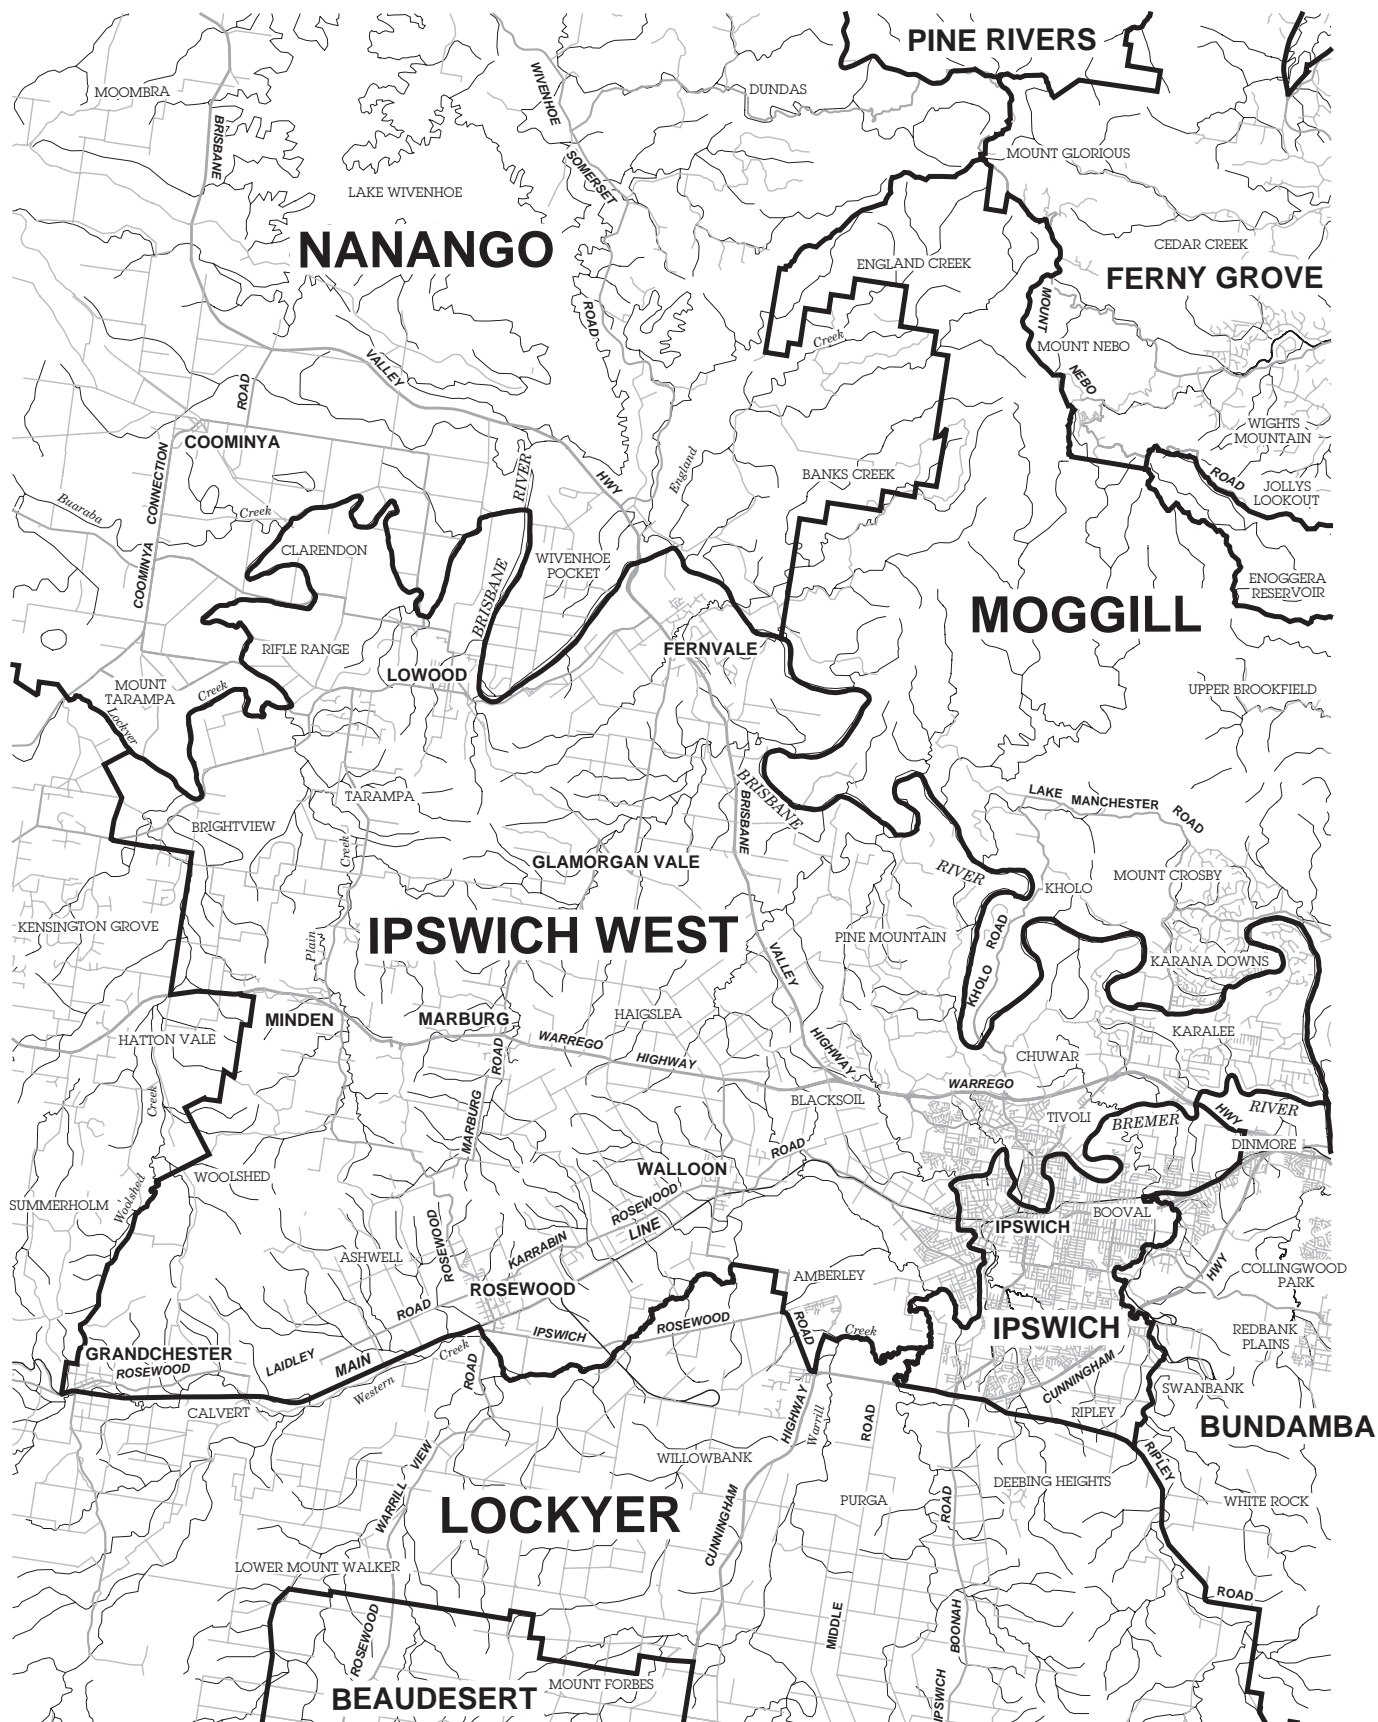 PINE RIVERS
MOOMBRA
DUNDAS
WIVENHOE
BRISBANE
MOUNT GLORIOUS
SOMERSET
LAKE WIVENHOE
NANANGO
CEDAR CREEK
ENGLAND CREEK
FERNY GROVE
ROAD
MOUNT
Creek
MOUNT NEBO
VALLEY
NEBO
ROAD
COOMINYA
WIGHTS
MOUNTAIN
CONNECTION
RIVER
England
HWY
BANKS CREEK
ROAD
JOLLYS
LOOKOUT
Buaraba
Creek
CLARENDON
WIVENHOE
POCKET
COOMINYA
BRISBANE
ENOGGERA
RESERVOIR
MOGGILL
RIFLE RANGE
FERNVALE
LOWOOD
MOUNT
TARAMPA
Creek
Lockyer
UPPER BROOKFIELD
BRISBANE
BRISBANE
TARAMPA
LAKE MANCHESTER ROAD
BRIGHTVIEW
Creek
GLAMORGAN VALE
RIVER
KHOLO
MOUNT CROSBY
KENSINGTON GROVE
IPSWICH WEST
Plain
PINE MOUNTAIN
ROAD
KHOLO
KARANA DOWNS
VALLEY
MINDEN
MARBURG
HAIGSLEA
HATTON VALE
WARREGO
HIGHWAY
HIGHWAY
KARALEE
CHUWAR
ROAD
WARREGO
BLACKSOIL
Creek
MARBURG
TIVOLI
BREMER
HWY
RIVER
DINMORE
ROAD
WALLOON
WOOLSHED
Woolshed
SUMMERHOLM
ROSEWOOD
LINE
BOOVAL
IPSWICH
ROSEWOOD
ASHWELL
KARRABIN
HWY
COLLINGWOOD
PARK
AMBERLEY
ROSEWOOD
ROAD
ROSEWOOD
ROAD
IPSWICH
Creek
IPSWICH
REDBANK
PLAINS
GRANDCHESTER
ROSEWOOD
LAIDLEY
MAIN
Creek
ROAD
Western
CUNNINGHAM
SWANBANK
CALVERT
RIPLEY
HIGHWAY
Warrill
ROAD
BUNDAMBA
VIEW
WILLOWBANK
RIPLEY
DEEBING HEIGHTS
WARRILL
LOCKYER
PURGA
ROAD
WHITE ROCK
CUNNINGHAM
LOWER MOUNT WALKER
ROAD
ROSEWOOD
MIDDLE
BOONAH
IPSWICH
MOUNT FORBES
BEAUDESERT